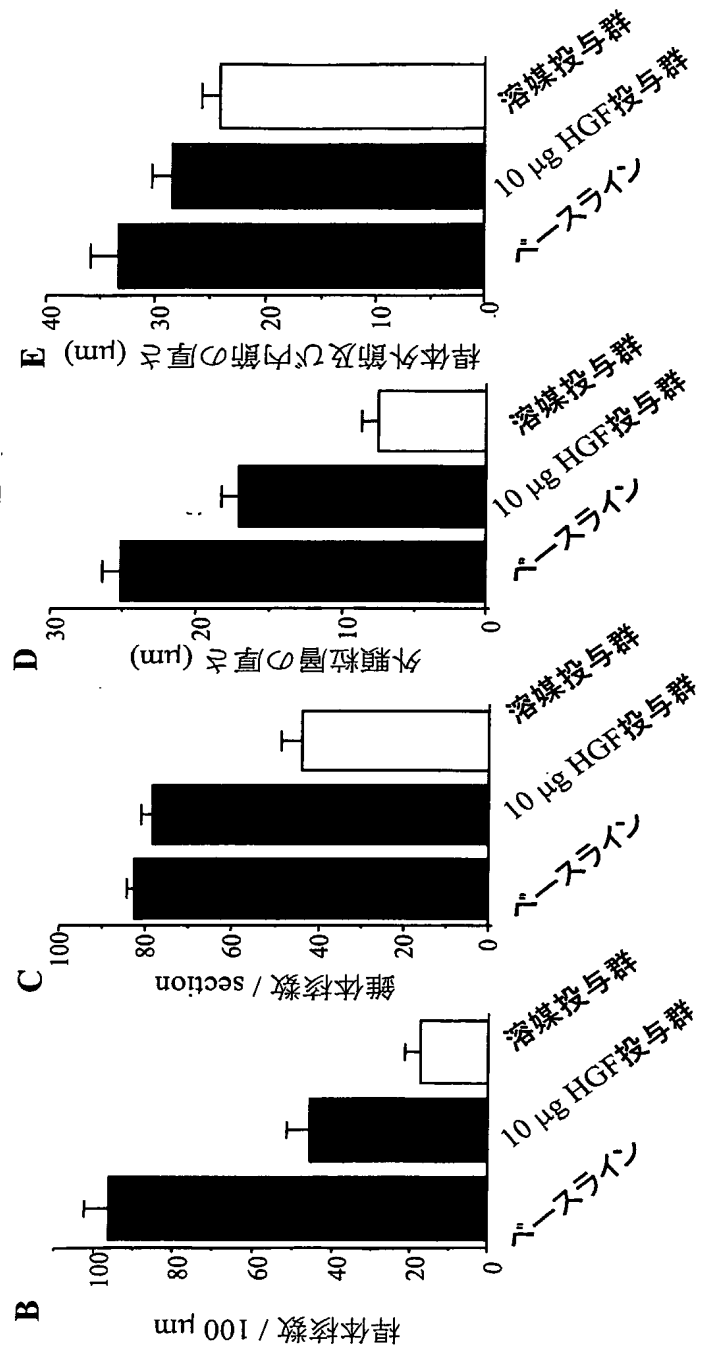 B
桿体核数 / 100 μm
100
80
60
40
20
0
ベースライン
10 μg HGF投与群
溶媒投与群
C
錐体核数 / section
100
80
60
40
20
0
ベースライン
10 μg HGF投与群
溶媒投与群
D
外顆粒層の厚さ (μm)
30
20
10
0
ベースライン
10 μg HGF投与群
溶媒投与群
E
桿体外節及び内節の厚さ (μm)
40
30
20
10
.0
ベースライン
10 μg HGF投与群
溶媒投与群